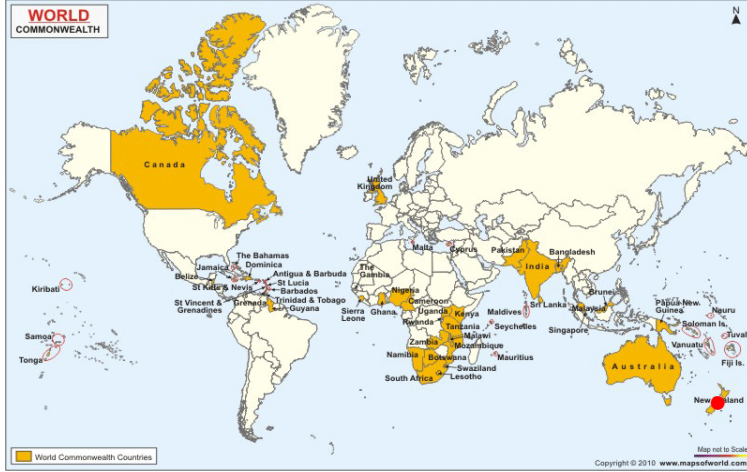 WORLD
COMMONWEALTH
N
Canada
United
Kingdom
Malta
Cyprus
Pakistan
Bangladesh
India
The Bahamas
Jamaica
Dominica
Belize
Antigua & Barbuda
St Kitts & Nevis
St Lucia
Barbados
St Vincent &
Grenadines
Grenada
Trinidad & Tobago
Guyana
The
Gambia
Sierra
Leone
Ghana
Nigeria
Cameroon
Uganda
Kenya
Rwanda
Tanzania
Malawi
Zambia
Mozambique
Namibia
Botswana
Swaziland
South Africa
Lesotho
Maldives
Seychelles
Mauritius
Sri Lanka
Brunei
Malaysia
Singapore
Papua New
Guinea
Nauru
Soloman Is.
Tuval
Vanuatu
Fiji Is.
Kiribati
Samoa
Tonga
Australia
World Commonwealth Countries
Map not to Scale
Copyright © 2010 www.mapsofworld.com